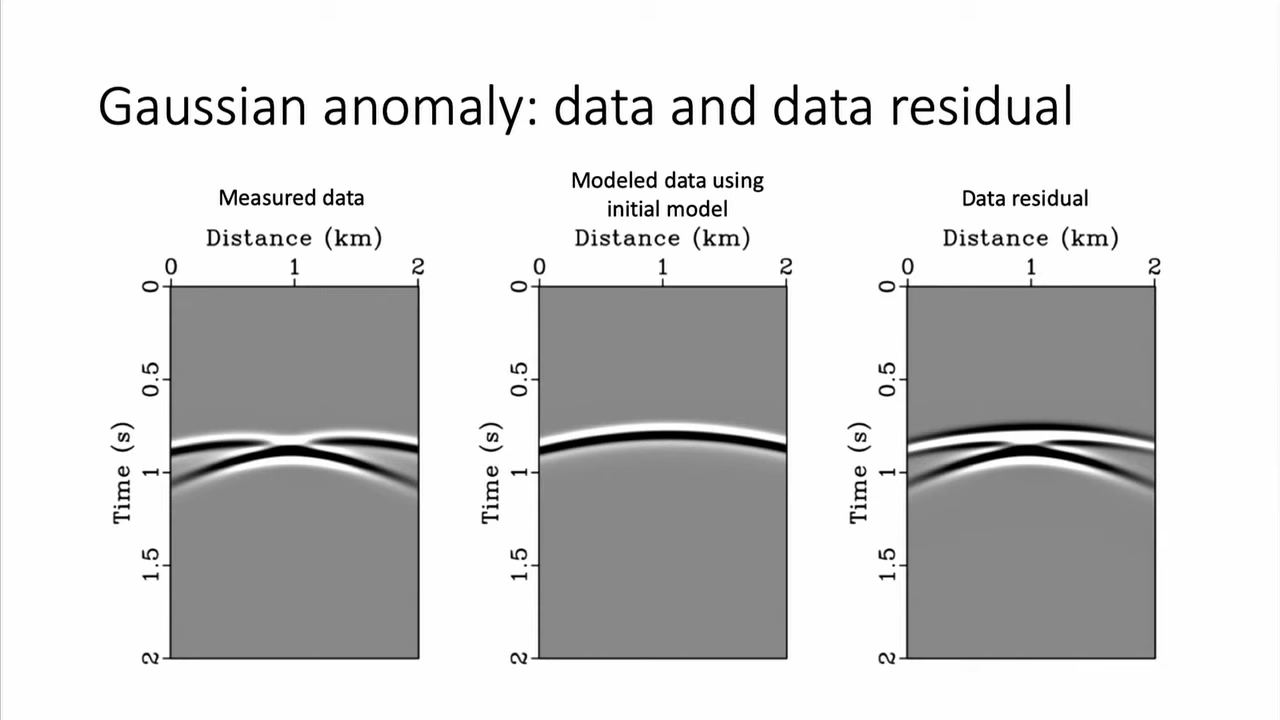 Gaussian anomaly: data and data residual
Measured data
Distance (km)
0 1 2
Time (s)
0
0.5
1
1.5
2
Modeled data using
initial model
Distance (km)
0 1 2
Time (s)
0
0.5
1
1.5
2
Data residual
Distance (km)
0 1 2
Time (s)
0
0.5
1
1.5
2